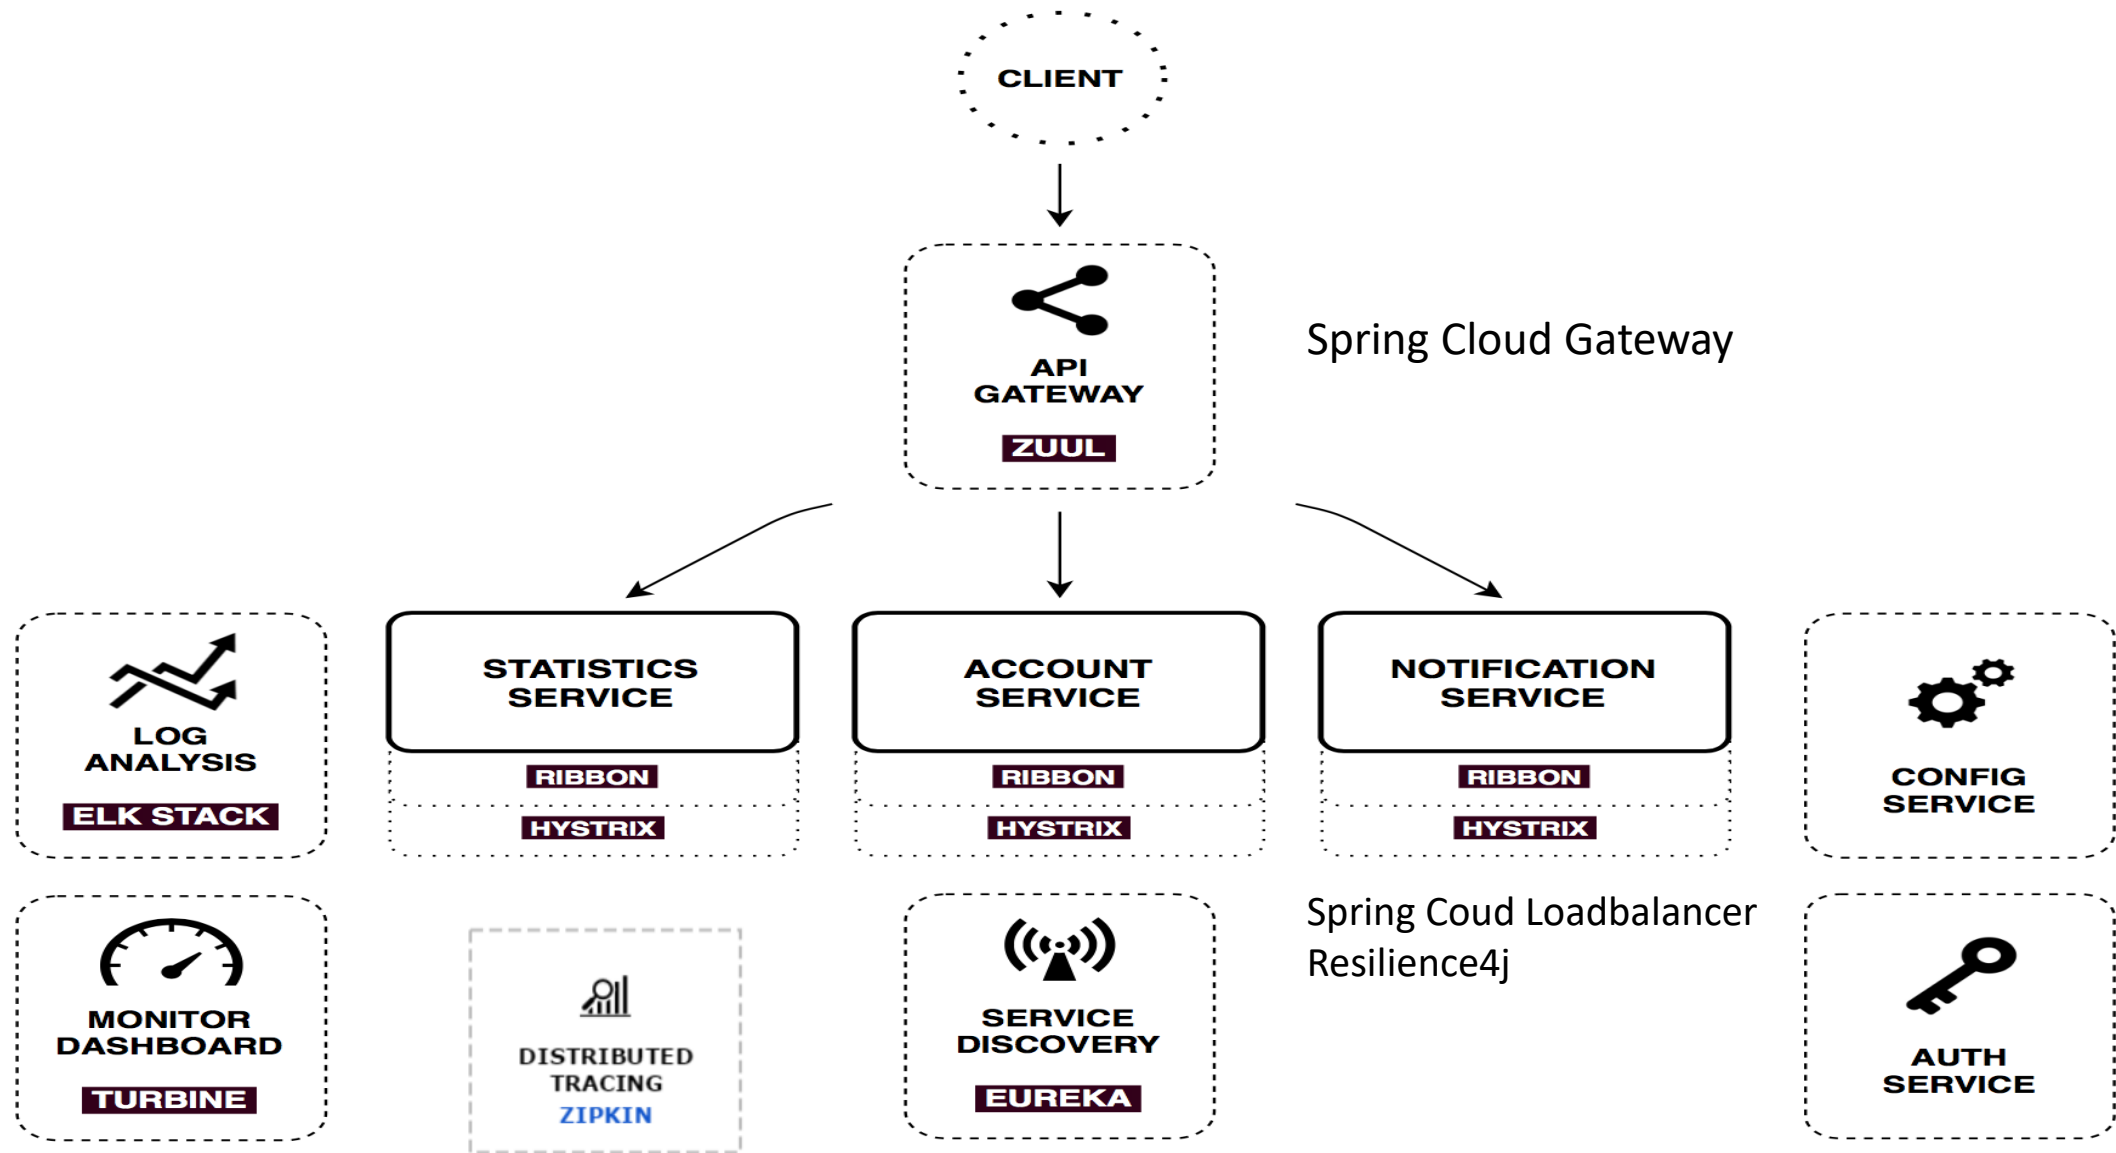 CLIENT
API
GATEWAY
ZUUL
Spring Cloud Gateway
LOG
ANALYSIS
ELK STACK
STATISTICS
SERVICE
RIBBON
HYSTRIX
ACCOUNT
SERVICE
RIBBON
HYSTRIX
NOTIFICATION
SERVICE
RIBBON
HYSTRIX
CONFIG
SERVICE
MONITOR
DASHBOARD
TURBINE
DISTRIBUTED
TRACING
ZIPKIN
SERVICE
DISCOVERY
EUREKA
Spring Coud Loadbalancer
Resilience4j
AUTH
SERVICE